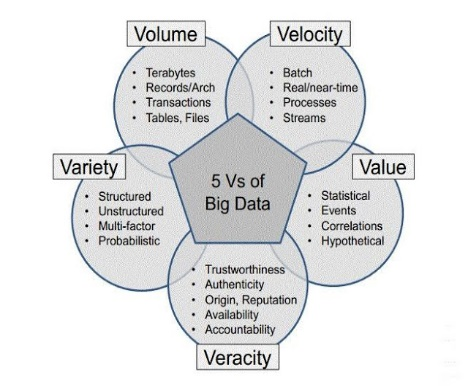 Volume
• Terabytes
• Records/Arch
• Transactions
• Tables, Files
Velocity
• Batch
• Real/near-time
• Processes
• Streams
Variety
• Structured
• Unstructured
• Multi-factor
• Probabilistic
5 Vs of
Big Data
Value
• Statistical
• Events
• Correlations
• Hypothetical
• Trustworthiness
• Authenticity
• Origin, Reputation
• Availability
• Accountability
Veracity